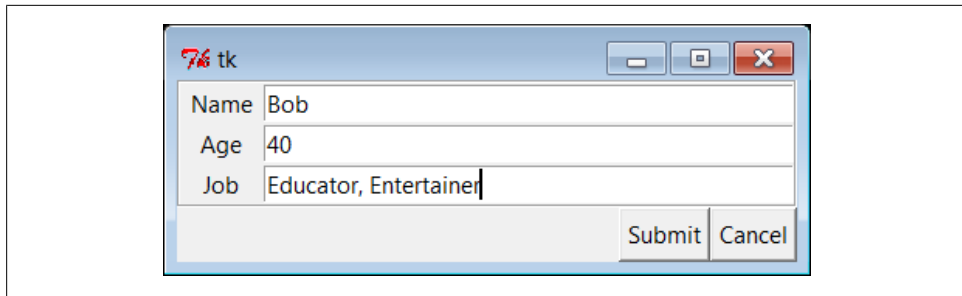 tk
Name Bob
Age 40
Job Educator, Entertainer
Submit Cancel